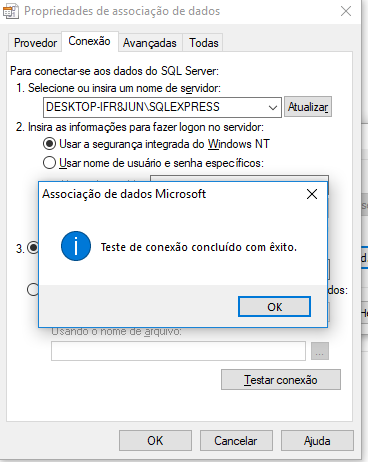 Propriedades de associação de dados
Provedor Conexão Avançadas Todas
Para conectar-se aos dados do SQL Server:
1. Selecione ou insira um nome de servidor:
DESKTOP-IFR8JUN\SQLEXPRESS Atualizar
2. Insira as informações para fazer logon no servidor:
Usar a segurança integrada do Windows NT
Usar nome de usuário e senha específicos:
Associação de dados Microsoft
Teste de conexão concluído com êxito.
OK
3.
dos:
Usando o nome de arquivo:
...
Testar conexão
OK Cancelar Ajuda